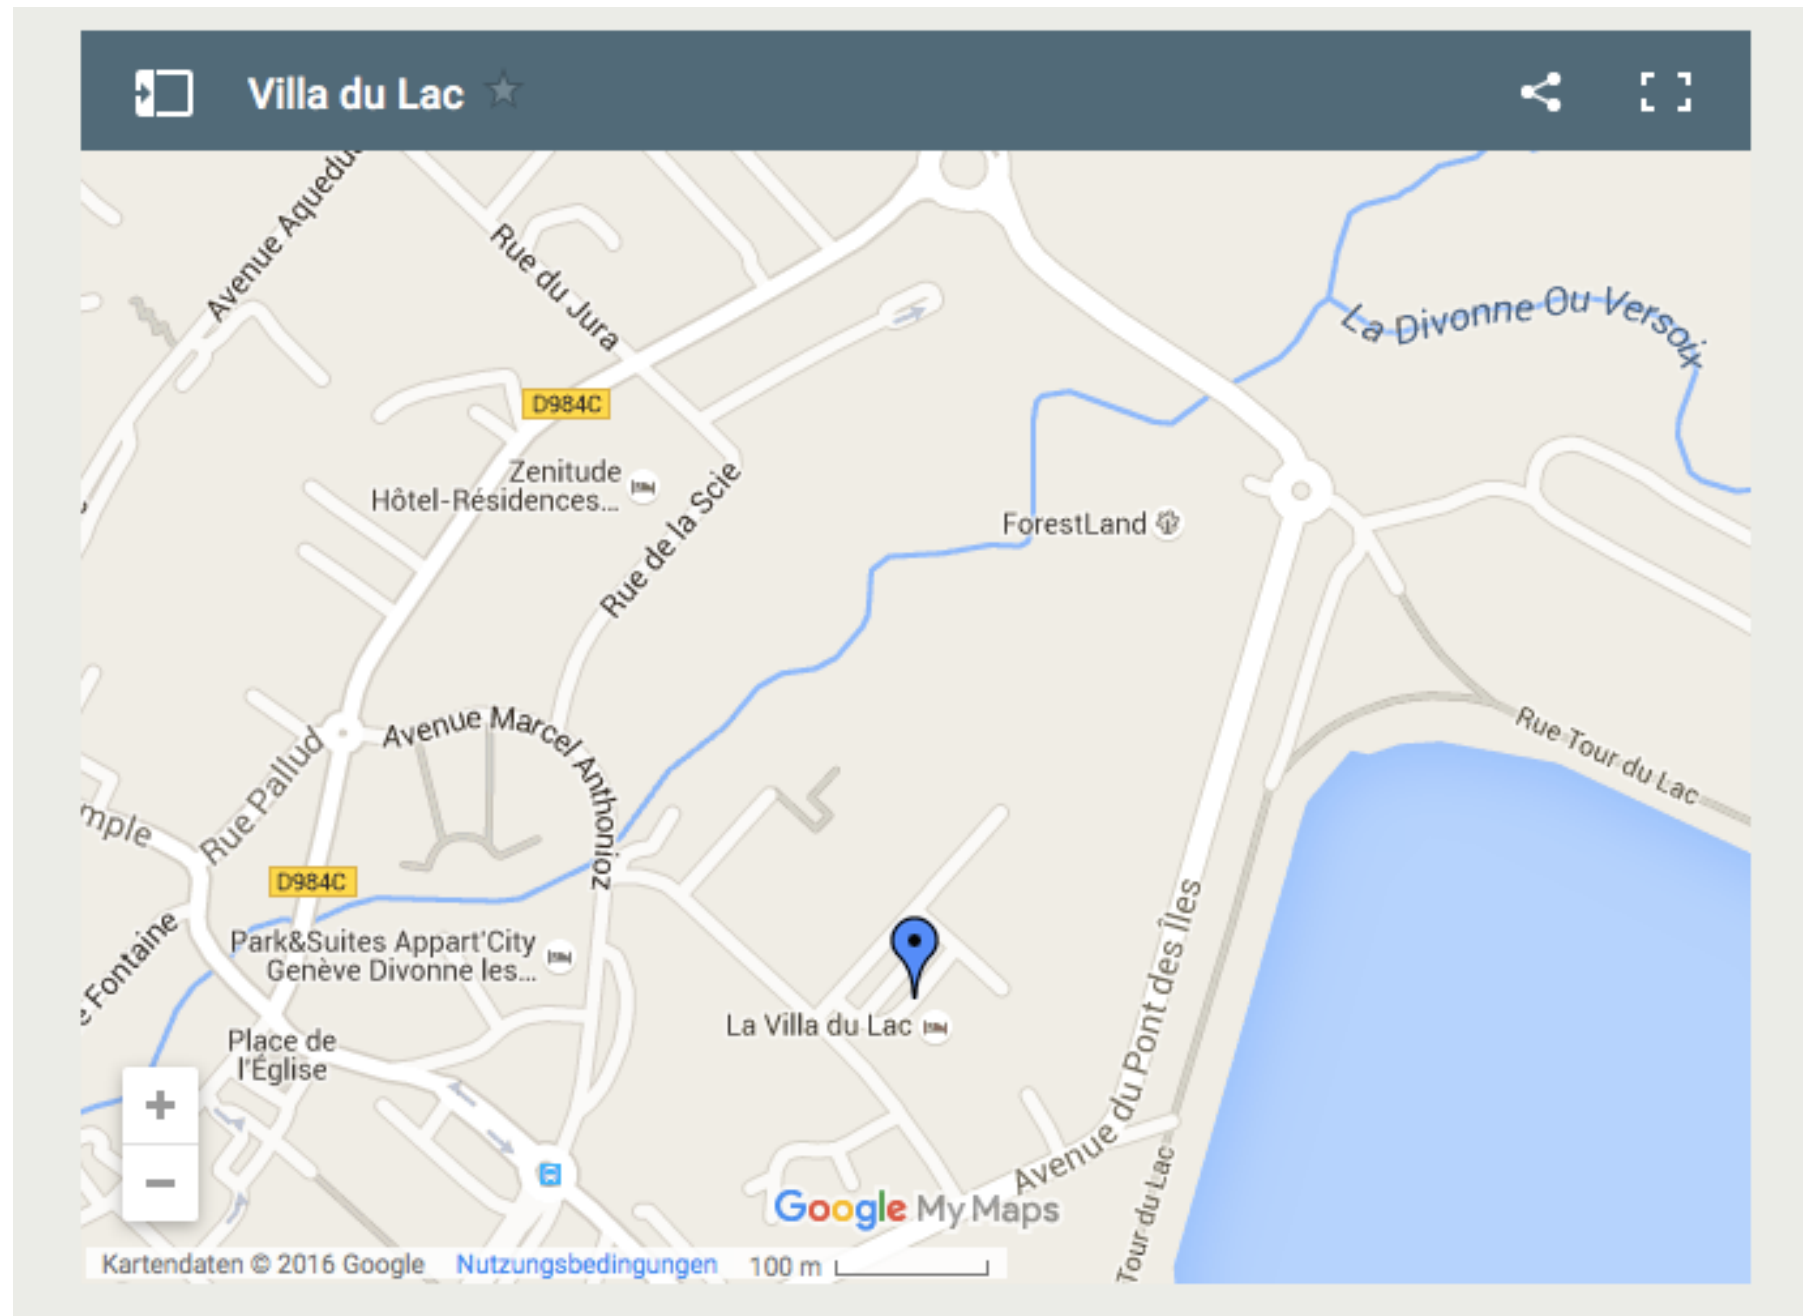 Villa du Lac
Avenue Aqueduc
Rue du Jura
La Divonne Ou Versoix
D984C
Zenitude
Hôtel-Résidences...
Rue de la Scie
ForestLand
Avenue Marcel Anthonioz
Rue Pallud
Rue Tour du Lac
mple
D984C
Fontaine
Park&Suites Appart'City
Genève Divonne les...
Avenue du Pont des Îles
La Villa du Lac
Place de
l'Église
+
−
Tour du Lac
Google My Maps
Kartendaten © 2016 Google Nutzungsbedingungen 100 m